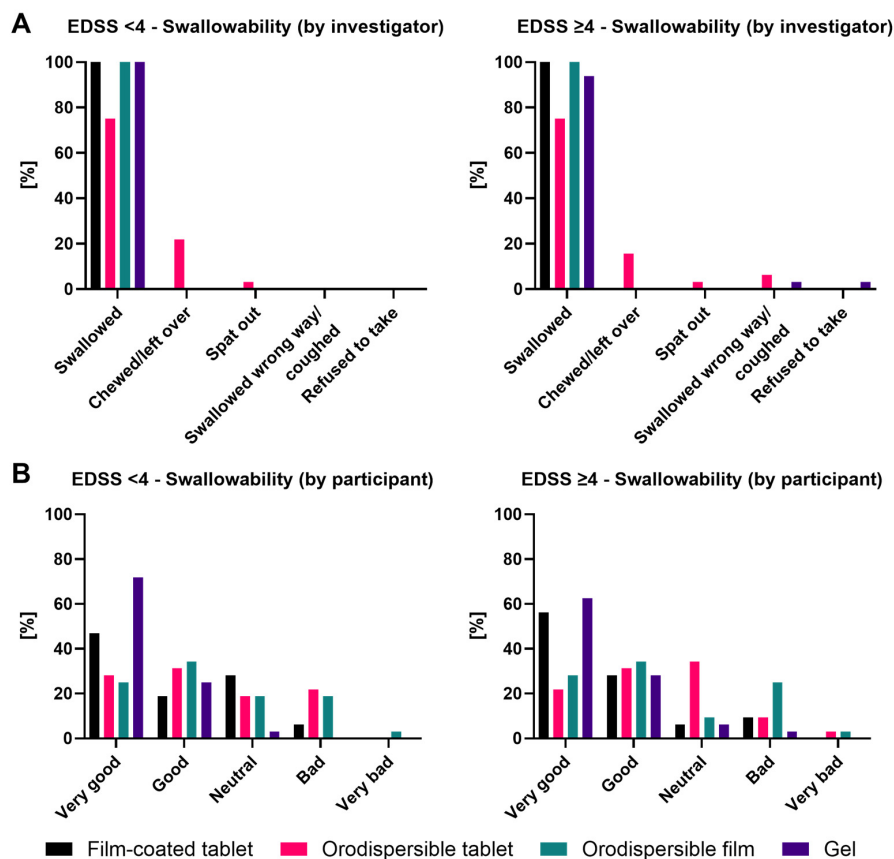 A
EDSS <4 - Swallowability (by investigator)
[%]
100
80
60
40
20
0
Swallowed
Chewed/left over
Spat out
Swallowed wrong way/
coughed
Refused to take
EDSS ≥4 - Swallowability (by investigator)
[%]
100
80
60
40
20
0
Swallowed
Chewed/left over
Spat out
Swallowed wrong way/
coughed
Refused to take
B
EDSS <4 - Swallowability (by participant)
[%]
100
80
60
40
20
0
Very good
Good
Neutral
Bad
Very bad
EDSS ≥4 - Swallowability (by participant)
[%]
100
80
60
40
20
0
Very good
Good
Neutral
Bad
Very bad
Film-coated tablet
Orodispersible tablet
Orodispersible film
Gel